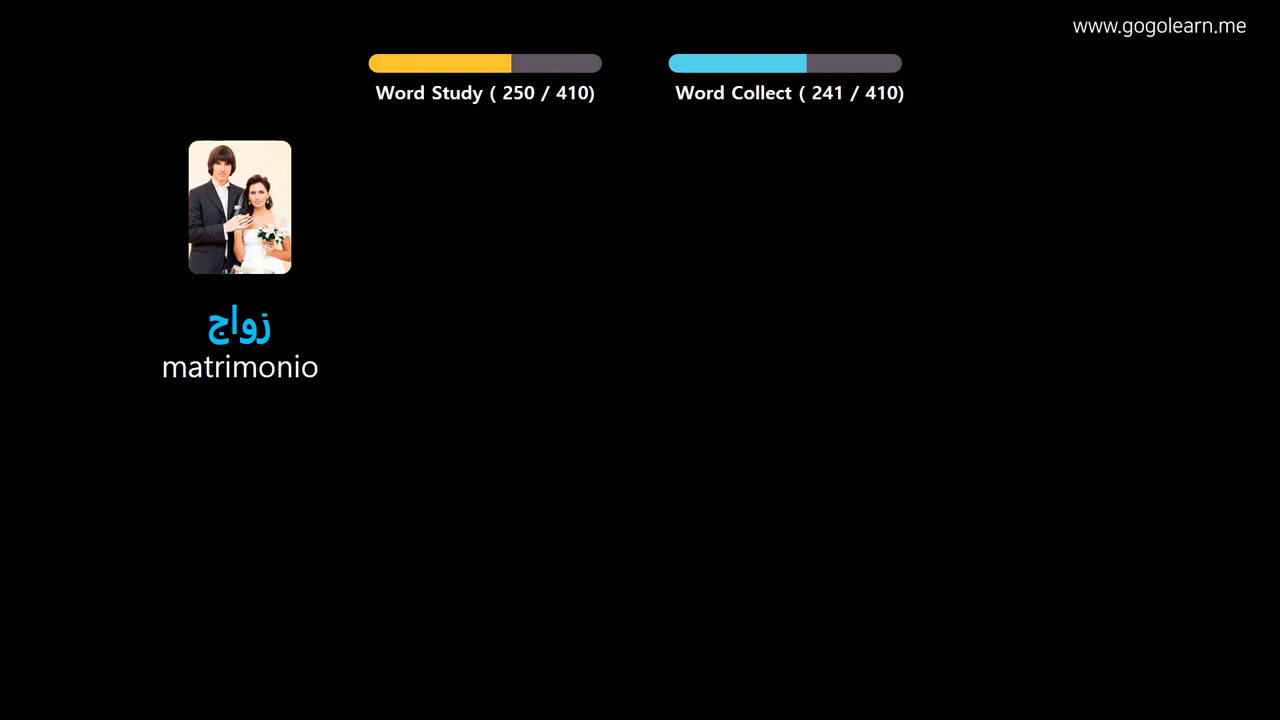 www.gogolearn.me
Word Study ( 250 / 410)
Word Collect ( 241 / 410)
زواج
matrimonio